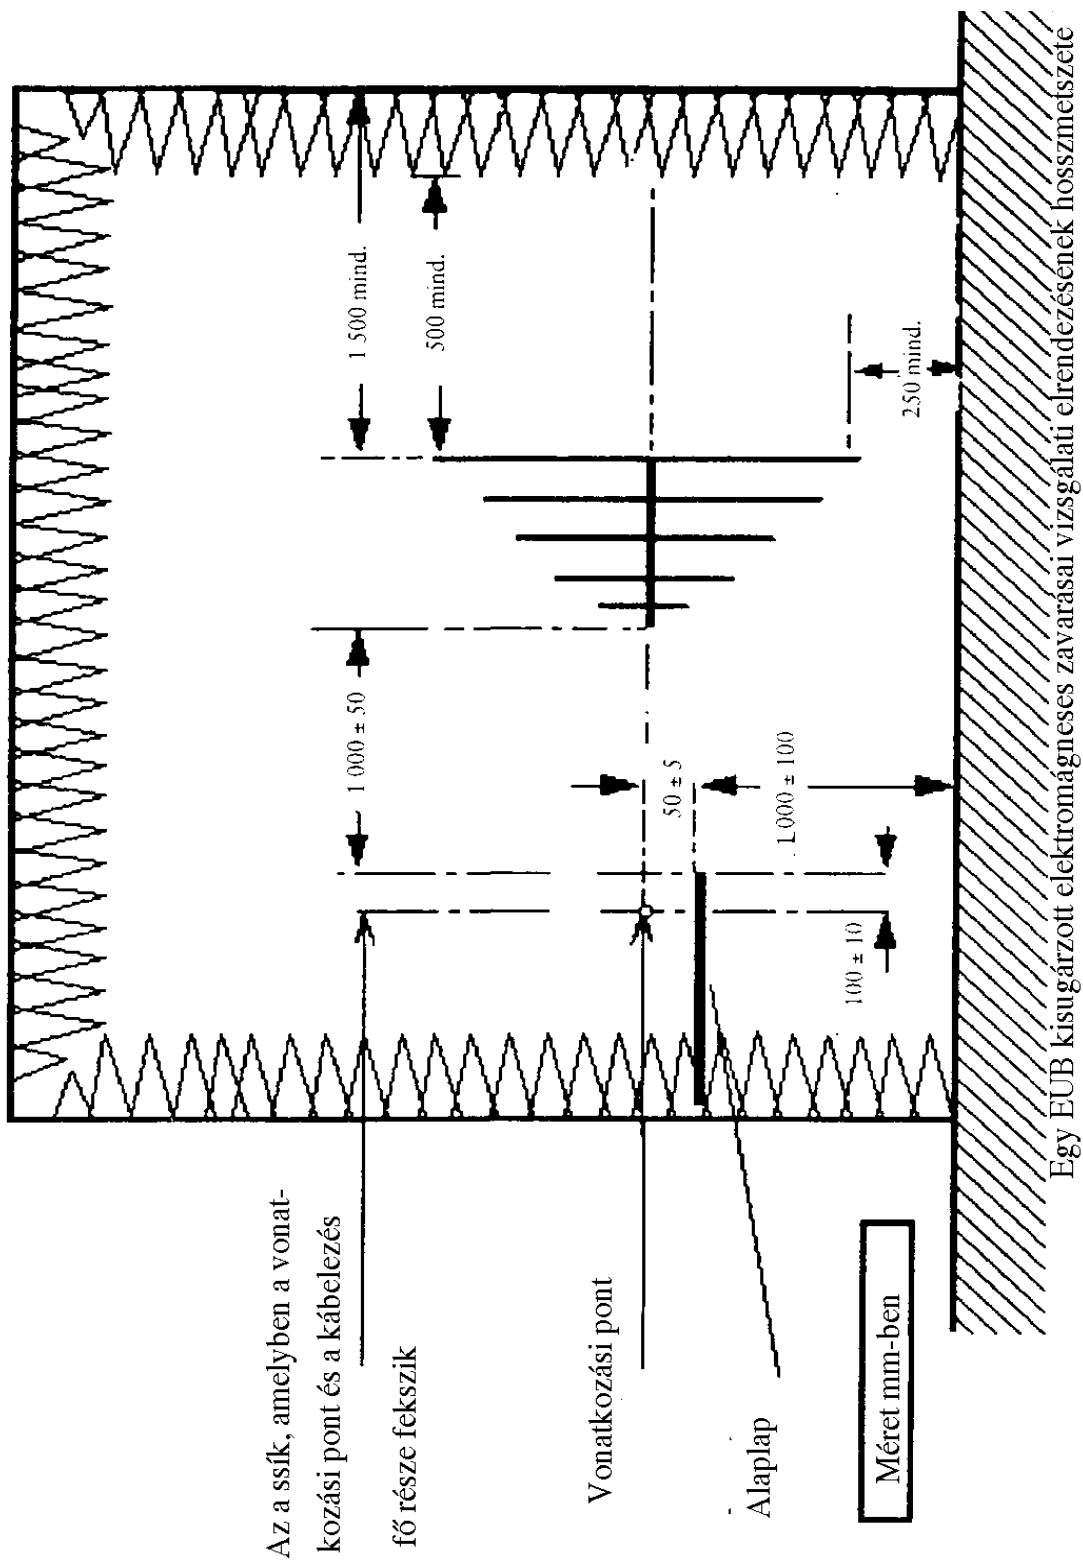 1 500 mind.
500 mind.
250 mind.
1 000 ± 50
50 ± 5
1,000 ± 100
100 ± 10
Az a ssík, amelyben a vonat-
kozási pont és a kábelezés
fő része fekszik
Vonatkozási pont
Alaplap
Méret mm-ben
Egy EUB kisugárzott elektromágneses zavarásai vizsgálati elrendezésének hosszmetszete